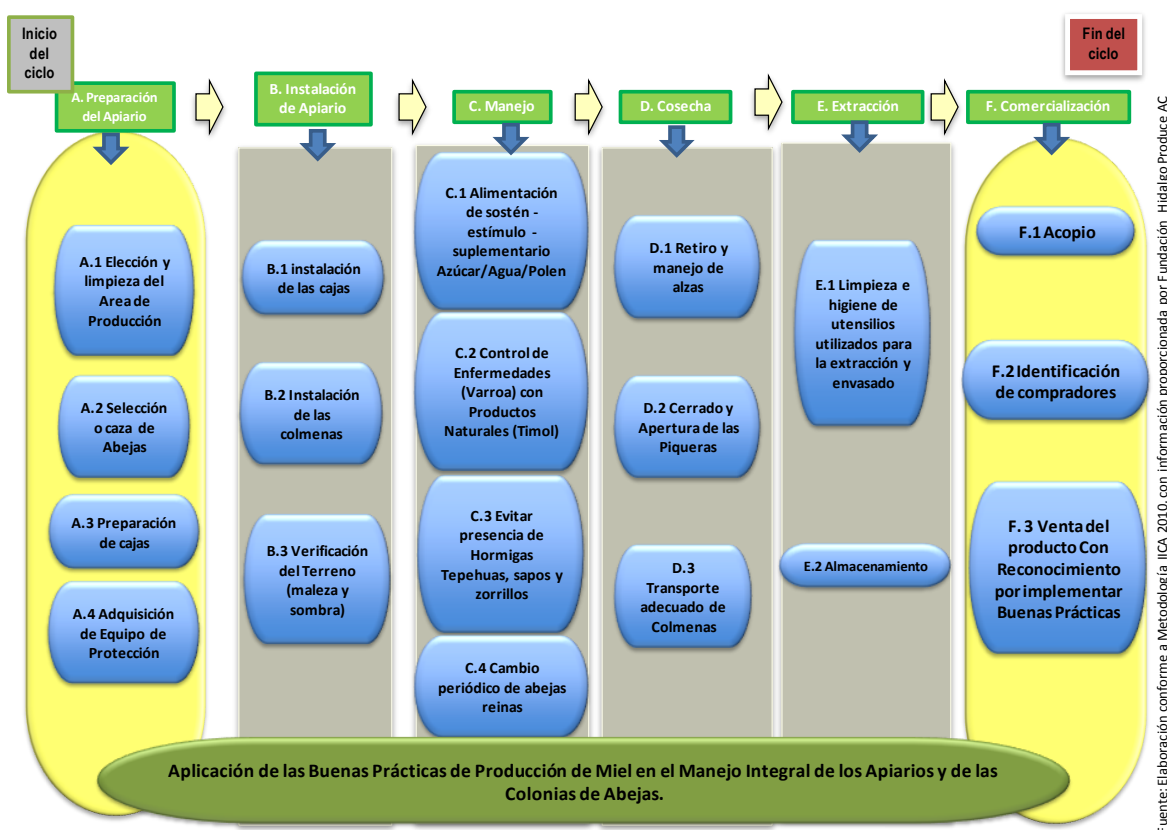 Inicio
del
ciclo
Fin del
ciclo
A. Preparación
del Apiario
B. Instalación
de Apiario
C. Manejo
D. Cosecha
E. Extracción
F. Comercialización
A.1 Elección y
limpieza del
Area de
Producción
A.2 Selección
o caza de
Abejas
A.3 Preparación
de cajas
A.4 Adquisición
de Equipo de
Protección
B.1 instalación
de las cajas
B.2 Instalación
de las
colmenas
B.3 Verificación
del Terreno
(maleza y
sombra)
C.1 Alimentación
de sostén -
estímulo -
suplementario
Azúcar/Agua/Polen
C.2 Control de
Enfermedades
(Varroa) con
Productos
Naturales (Timol)
C.3 Evitar
presencia de
Hormigas
Tepehuas, sapos y
zorrillos
C.4 Cambio
periódico de abejas
reinas
D.1 Retiro y
manejo de
alzas
D.2 Cerrado y
Apertura de las
Piqueras
D.3
Transporte
adecuado de
Colmenas
E.1 Limpieza e
higiene de
utensilios
utilizados para
la extracción y
envasado
E.2 Almacenamiento
F.1 Acopio
F.2 Identificación
de compradores
F. 3 Venta del
producto Con
Reconocimiento
por implementar
Buenas Prácticas
Aplicación de las Buenas Prácticas de Producción de Miel en el Manejo Integral de los Apiarios y de las
Colonias de Abejas.
Fuente: Elaboración conforme a Metodología IICA 2010. con información proporcionada por Fundación Hidalgo Produce AC